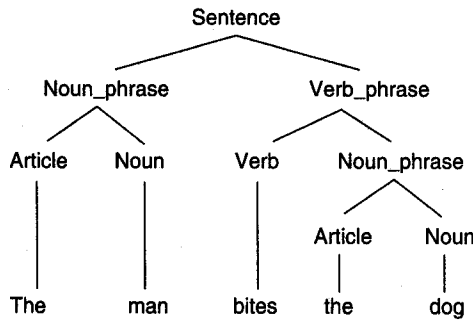 Sentence
Noun_phrase Verb_phrase
Article Noun Verb Noun_phrase
Article Noun
The man bites the dog